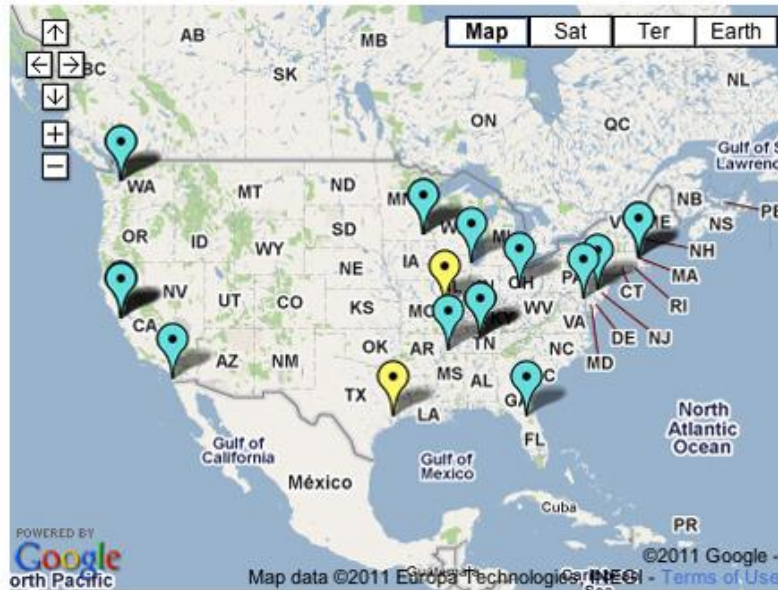 Map Sat Ter Earth
AB
MB
BC
SK
NL
ON
QC
Gulf of S
Lawrenc
WA
MT
ND
NB
PE
NS
OR
ID
SD
WY
NH
IA
MA
NE
OH
PA
NV
UT
CO
CT
RI
KS
MO
WV
CA
VA
KY
NJ
DE
OK
AR
TN
NC
MD
AZ
NM
MS
AL
TX
GA
LA
FL
North
Atlantic
Ocean
Gulf of
California
Gulf of
Mexico
México
Cuba
PR
POWERED BY
Google
©2011 Google -
orth Pacific
Map data ©2011 Europa Technologies, INEGI - Terms of Use